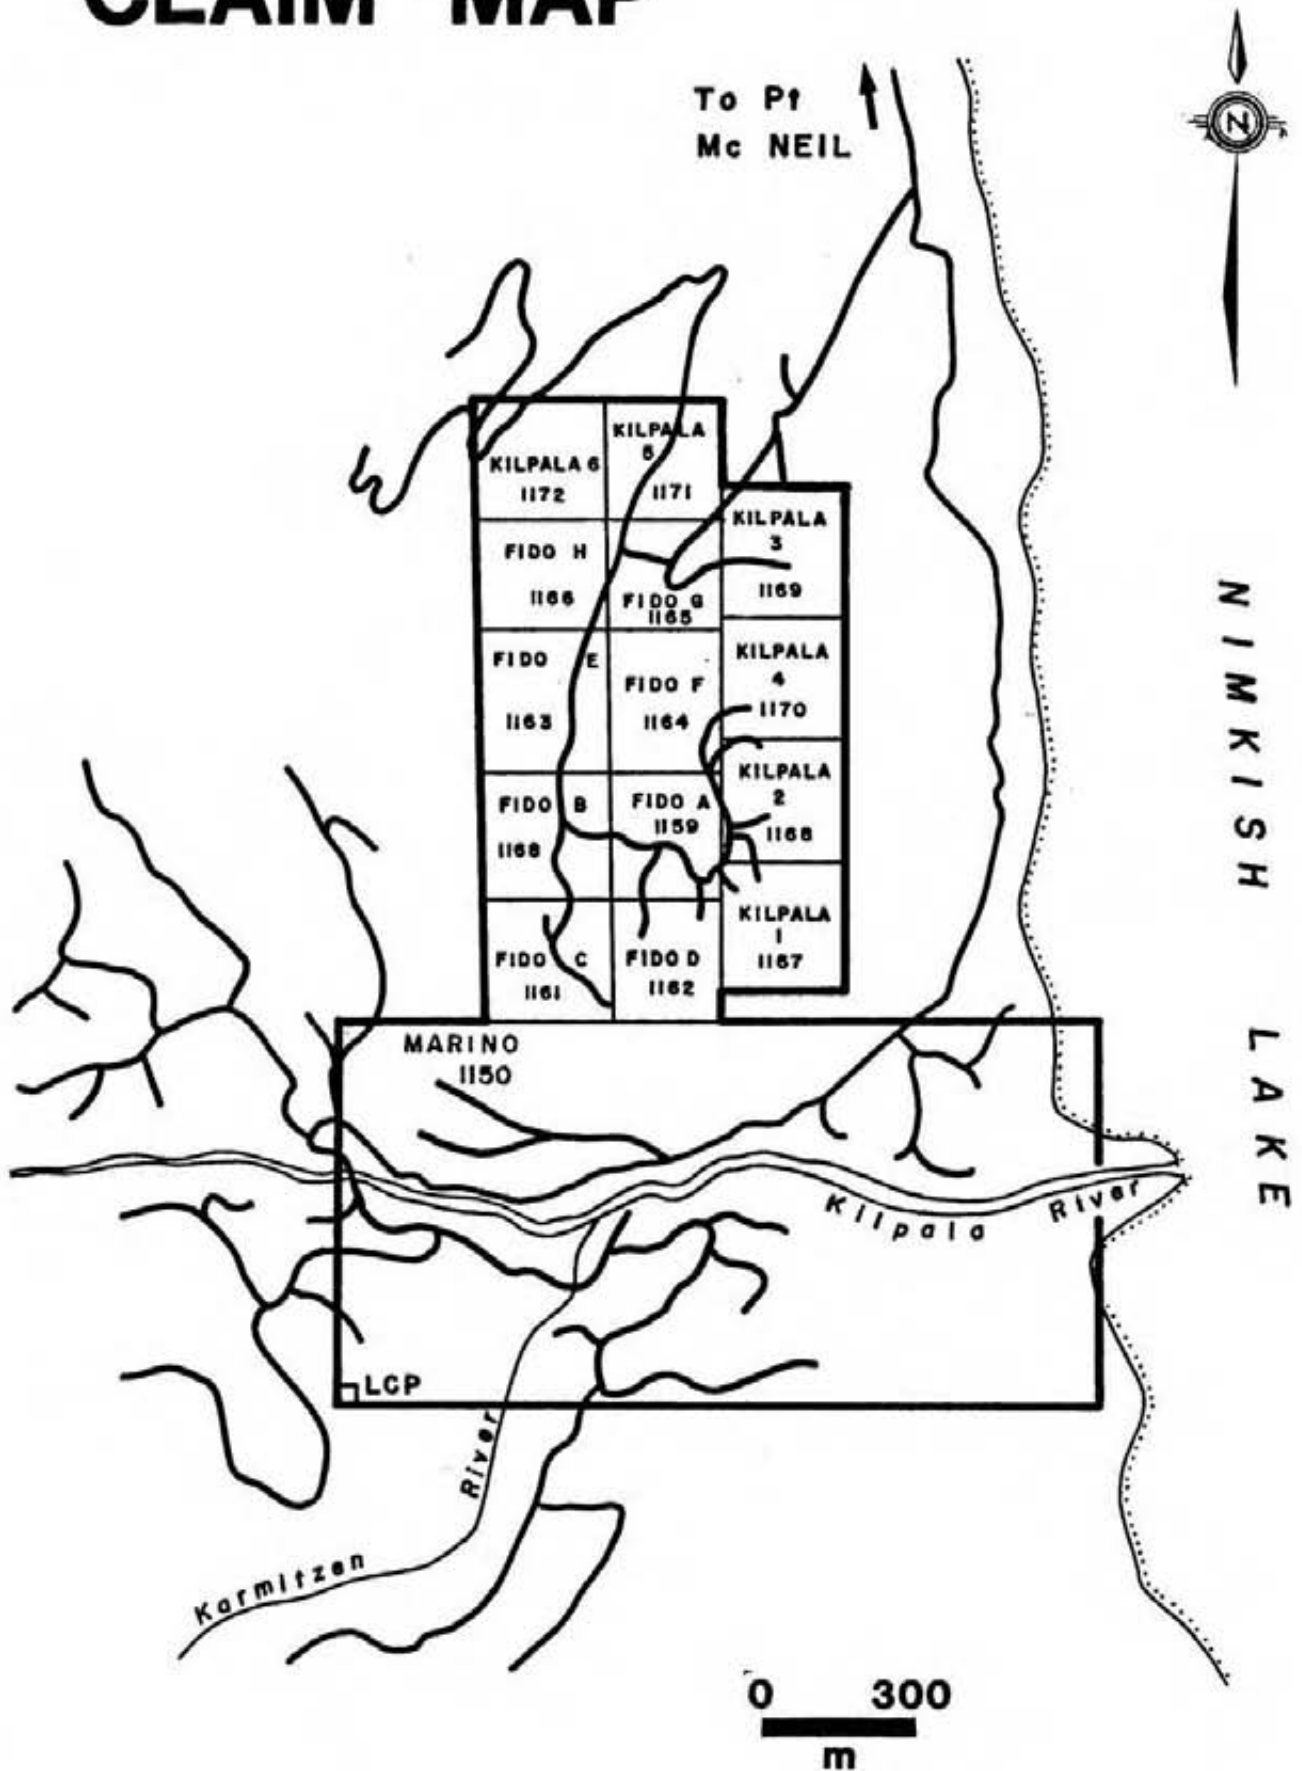 CLAIM MAP
To Pt
Mc NEIL
N
KILPALA
5
1171
KILPALA 6
1172
KILPALA
3
1169
FIDO H
1166
FIDO G
1165
KILPALA
4
1170
FIDO E
1163
FIDO F
1164
KILPALA
2
1168
FIDO B
1168
FIDO A
1159
KILPALA
1
1167
FIDO C
1161
FIDO D
1162
NIMKISH LAKE
MARINO
1150
Kilpala River
LCP
Karmitzen River
0 300
m